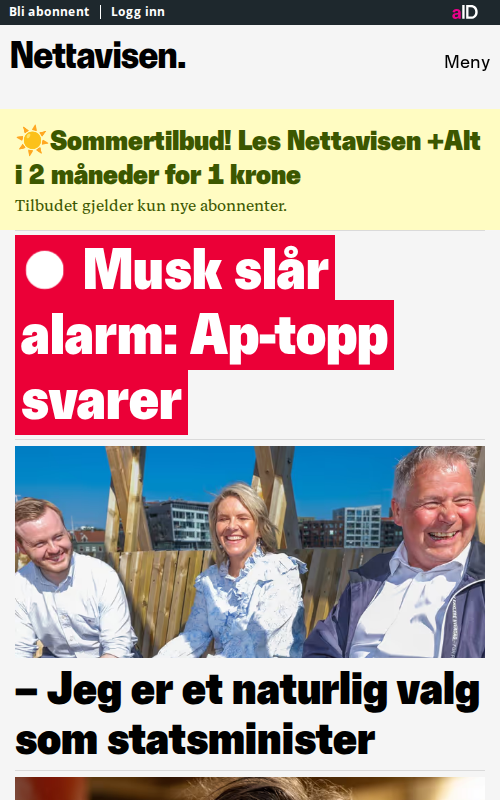 Bli abonnent | Logg inn
aID
Nettavisen.
Meny
☀️Sommertilbud! Les Nettavisen +Alt
i 2 måneder for 1 krone
Tilbudet gjelder kun nye abonnenter.
Musk slår
alarm: Ap-topp
svarer
– Jeg er et naturlig valg
som statsminister